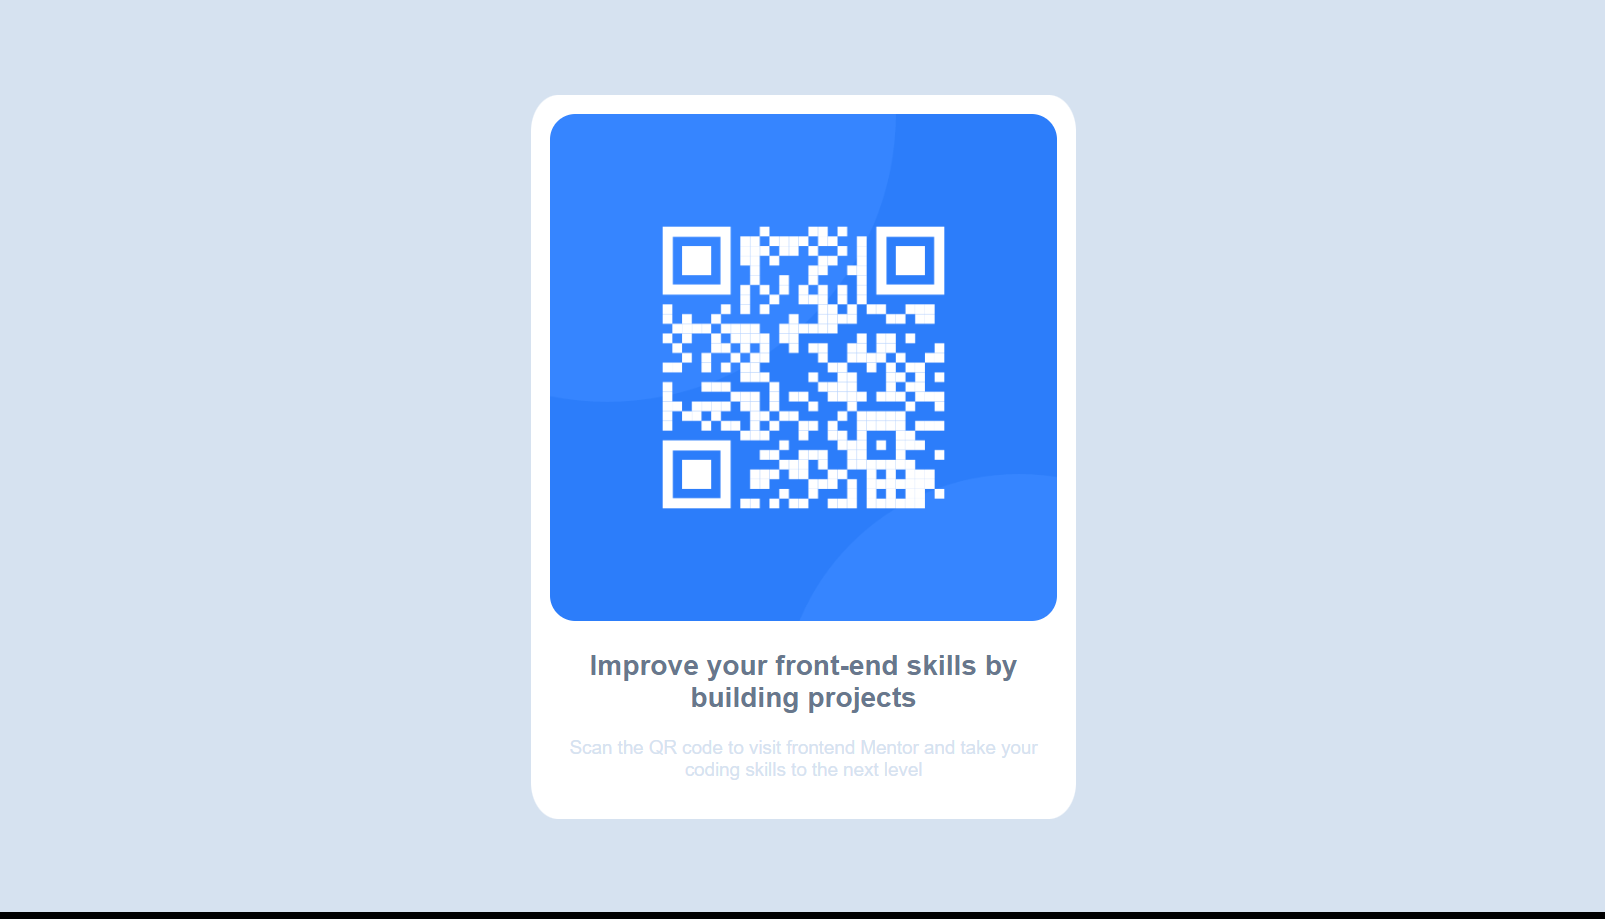 Improve your front-end skills by
building projects
Scan the QR code to visit frontend Mentor and take your
coding skills to the next level